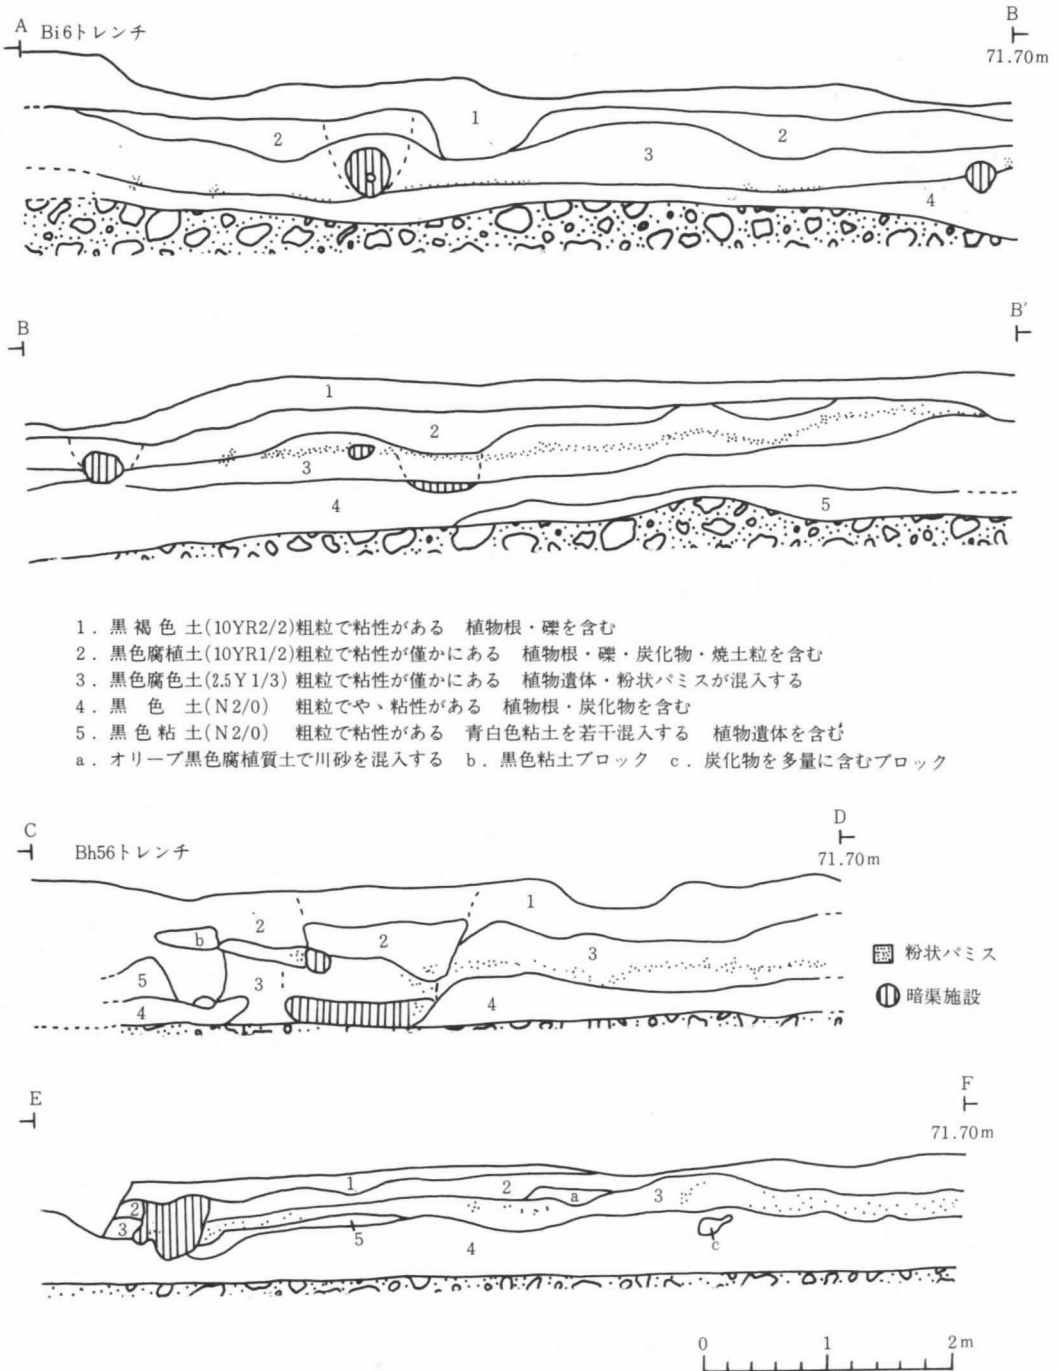 A Bi6トレンチ B
71.70m
1
2 2
3
4
B B'
1
2
3
4 5
1. 黒褐色土(10YR2/2)粗粒で粘性がある 植物根・礫を含む
2. 黒色腐植土(10YR1/2)粗粒で粘性が僅かにある 植物根・礫・炭化物・焼土粒を含む
3. 黒色腐色土(2.5Y1/3) 粗粒で粘性が僅かにある 植物遺体・粉状パミスが混入する
4. 黒色土(N2/0) 粗粒でやゝ粘性がある 植物根・炭化物を含む
5. 黒色粘土(N2/0) 粗粒で粘性がある 青白色粘土を若干混入する 植物遺体を含む
a. オリーブ黒色腐植質土で川砂を混入する b. 黒色粘土ブロック c. 炭化物を多量に含むブロック
C D
Bh56トレンチ 71.70m
1
2
b 2 3
粉状パミス
5 3
4 4
暗渠施設
E F
71.70m
1 2 a 3
2
3
5 4 c
0 1 2m